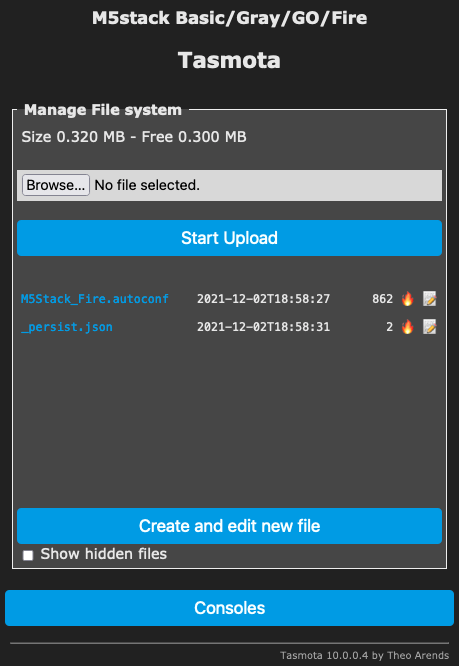 M5stack Basic/Gray/GO/Fire
Tasmota
Manage File system
Size 0.320 MB - Free 0.300 MB
Browse... No file selected.
Start Upload
M5Stack_Fire.autoconf 2021-12-02T18:58:27 862
_persist.json 2021-12-02T18:58:31 2
Create and edit new file
Show hidden files
Consoles
Tasmota 10.0.0.4 by Theo Arends